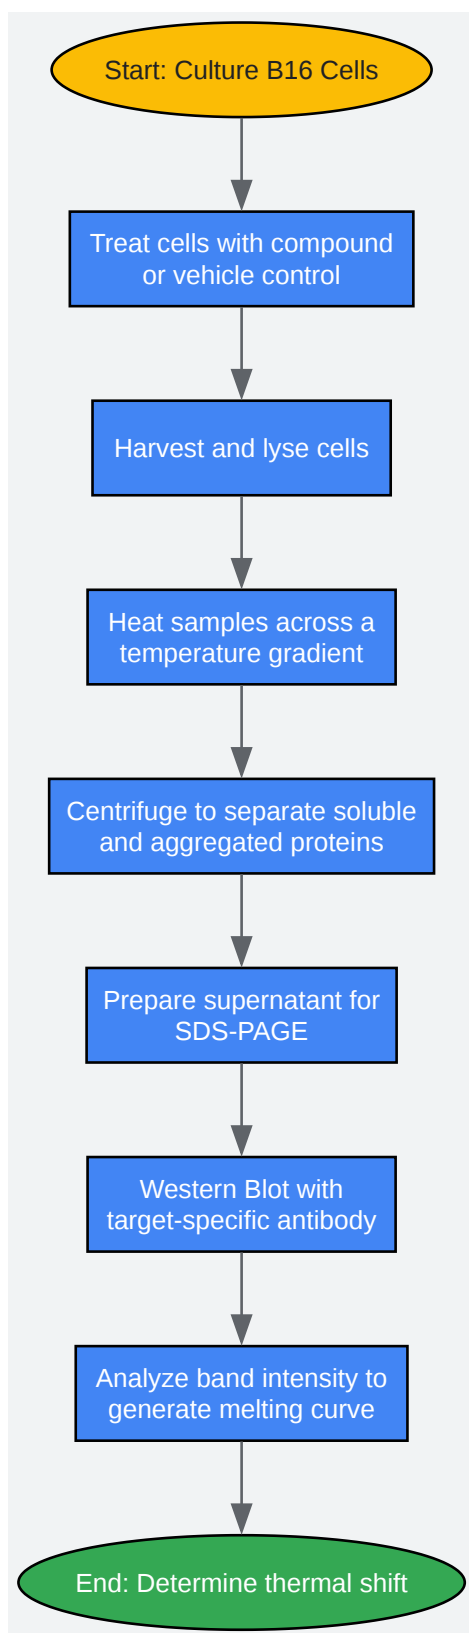 Start: Culture B16 Cells
Treat cells with compound
or vehicle control
Harvest and lyse cells
Heat samples across a
temperature gradient
Centrifuge to separate soluble
and aggregated proteins
Prepare supernatant for
SDS-PAGE
Western Blot with
target-specific antibody
Analyze band intensity to
generate melting curve
End: Determine thermal shift